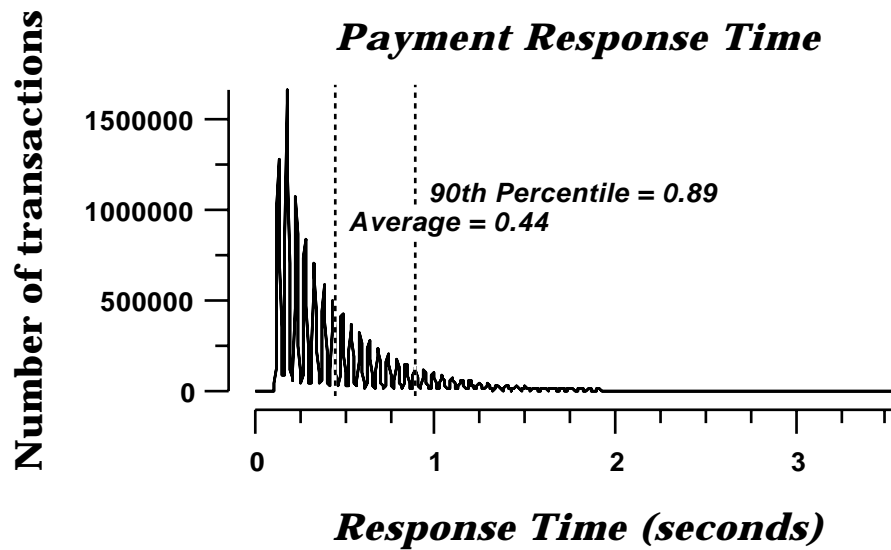 Payment Response Time
Number of transactions
1500000
1000000
500000
0
90th Percentile = 0.89
Average = 0.44
0 1 2 3
Response Time (seconds)